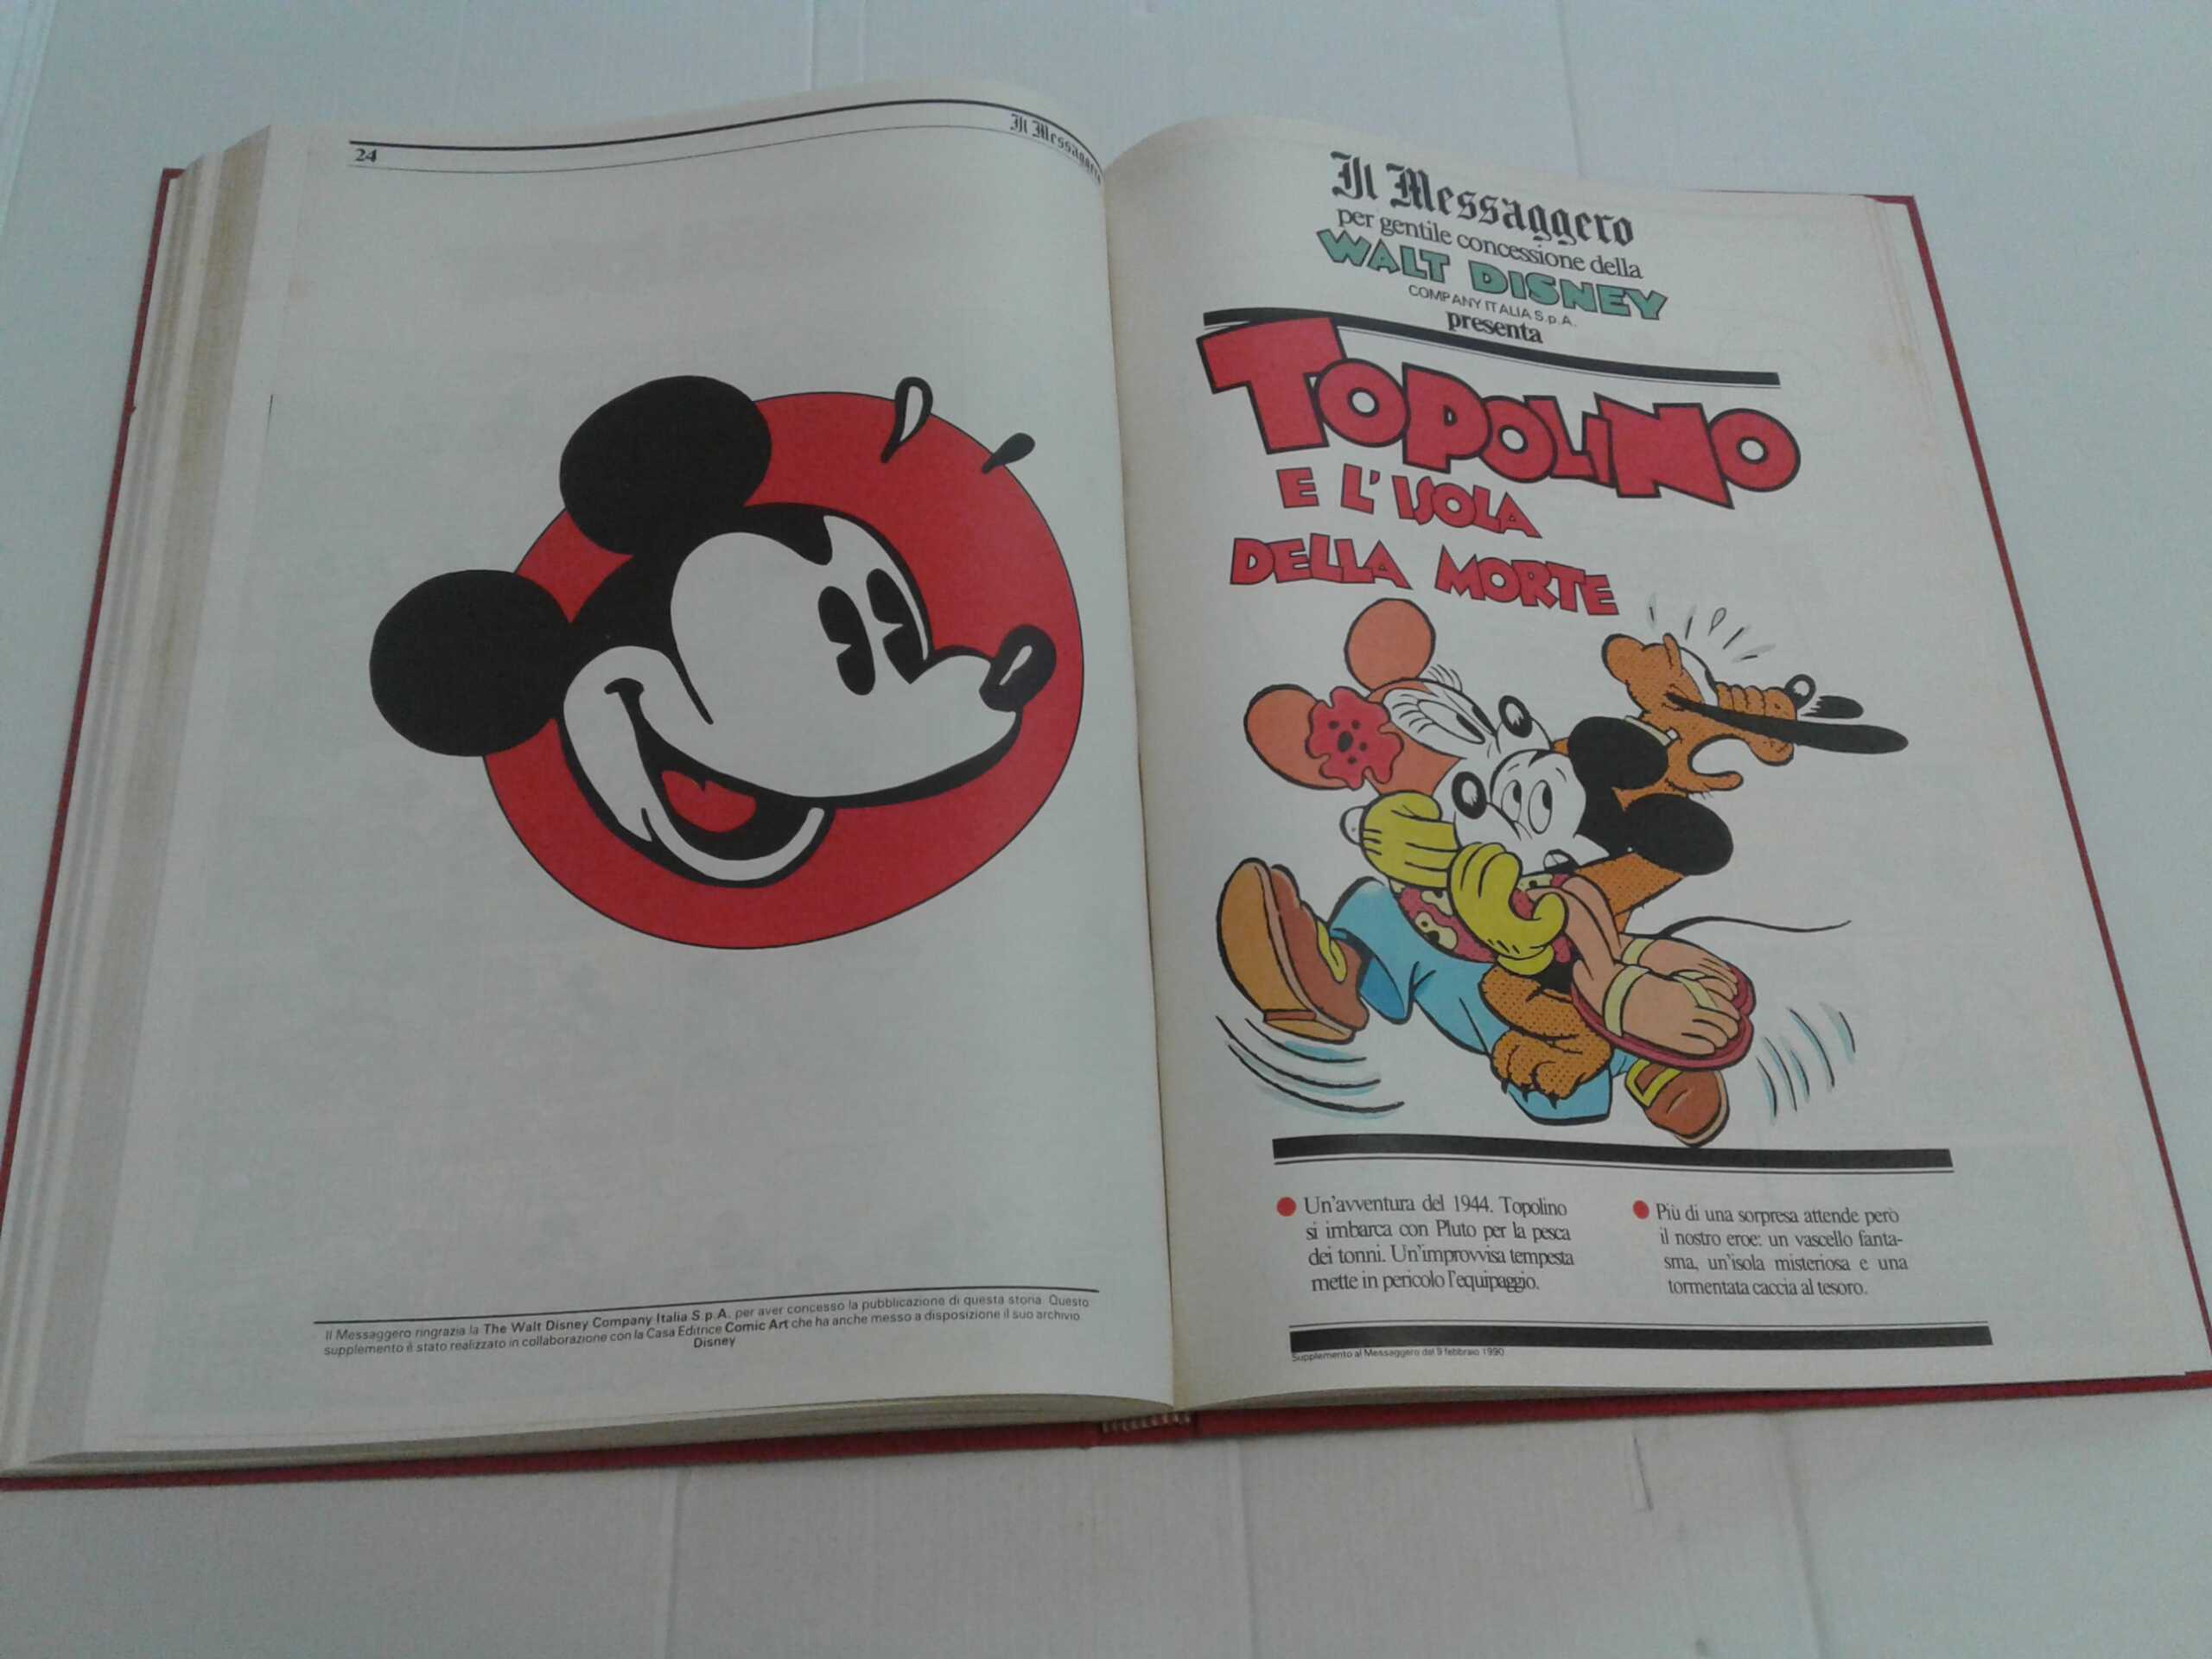 24
Il Messaggero
Il Messaggero ringrazia la The Walt Disney Company Italia S.p.A. per aver concesso la pubblicazione di questa storia. Questo
supplemento è stato realizzato in collaborazione con la Casa Editrice Comic Art che ha anche messo a disposizione il suo archivio
Disney
Il Messaggero
per gentile concessione della
WALT DISNEY
COMPANY ITALIA S.p.A.
presenta
TOPOLINO
E L'ISOLA
DELLA MORTE
Un'avventura del 1944. Topolino
si imbarca con Pluto per la pesca
dei tonni. Un'improvvisa tempesta
mette in pericolo l'equipaggio.
Più di una sorpresa attende però
il nostro eroe: un vascello fanta-
sma, un'isola misteriosa e una
tormentata caccia al tesoro.
Supplemento al Messaggero del 9 febbraio 1990